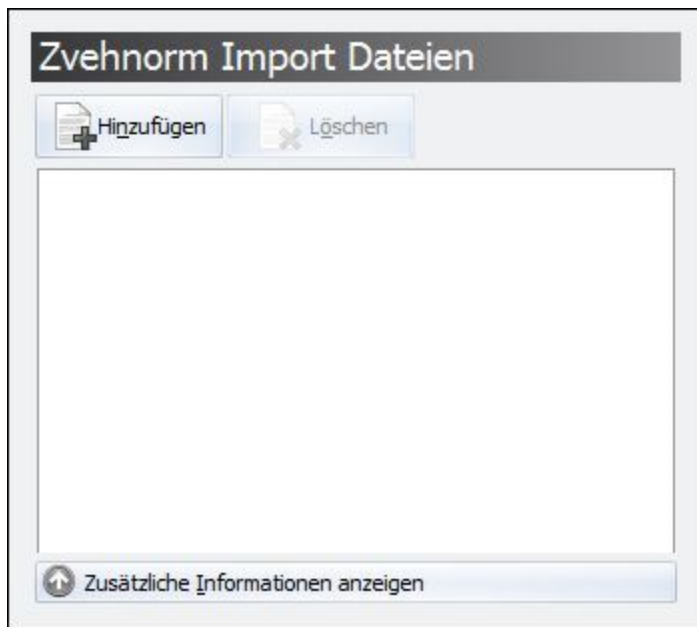 Zvehnorm Import Dateien
Hinzufügen Löschen
Zusätzliche Informationen anzeigen